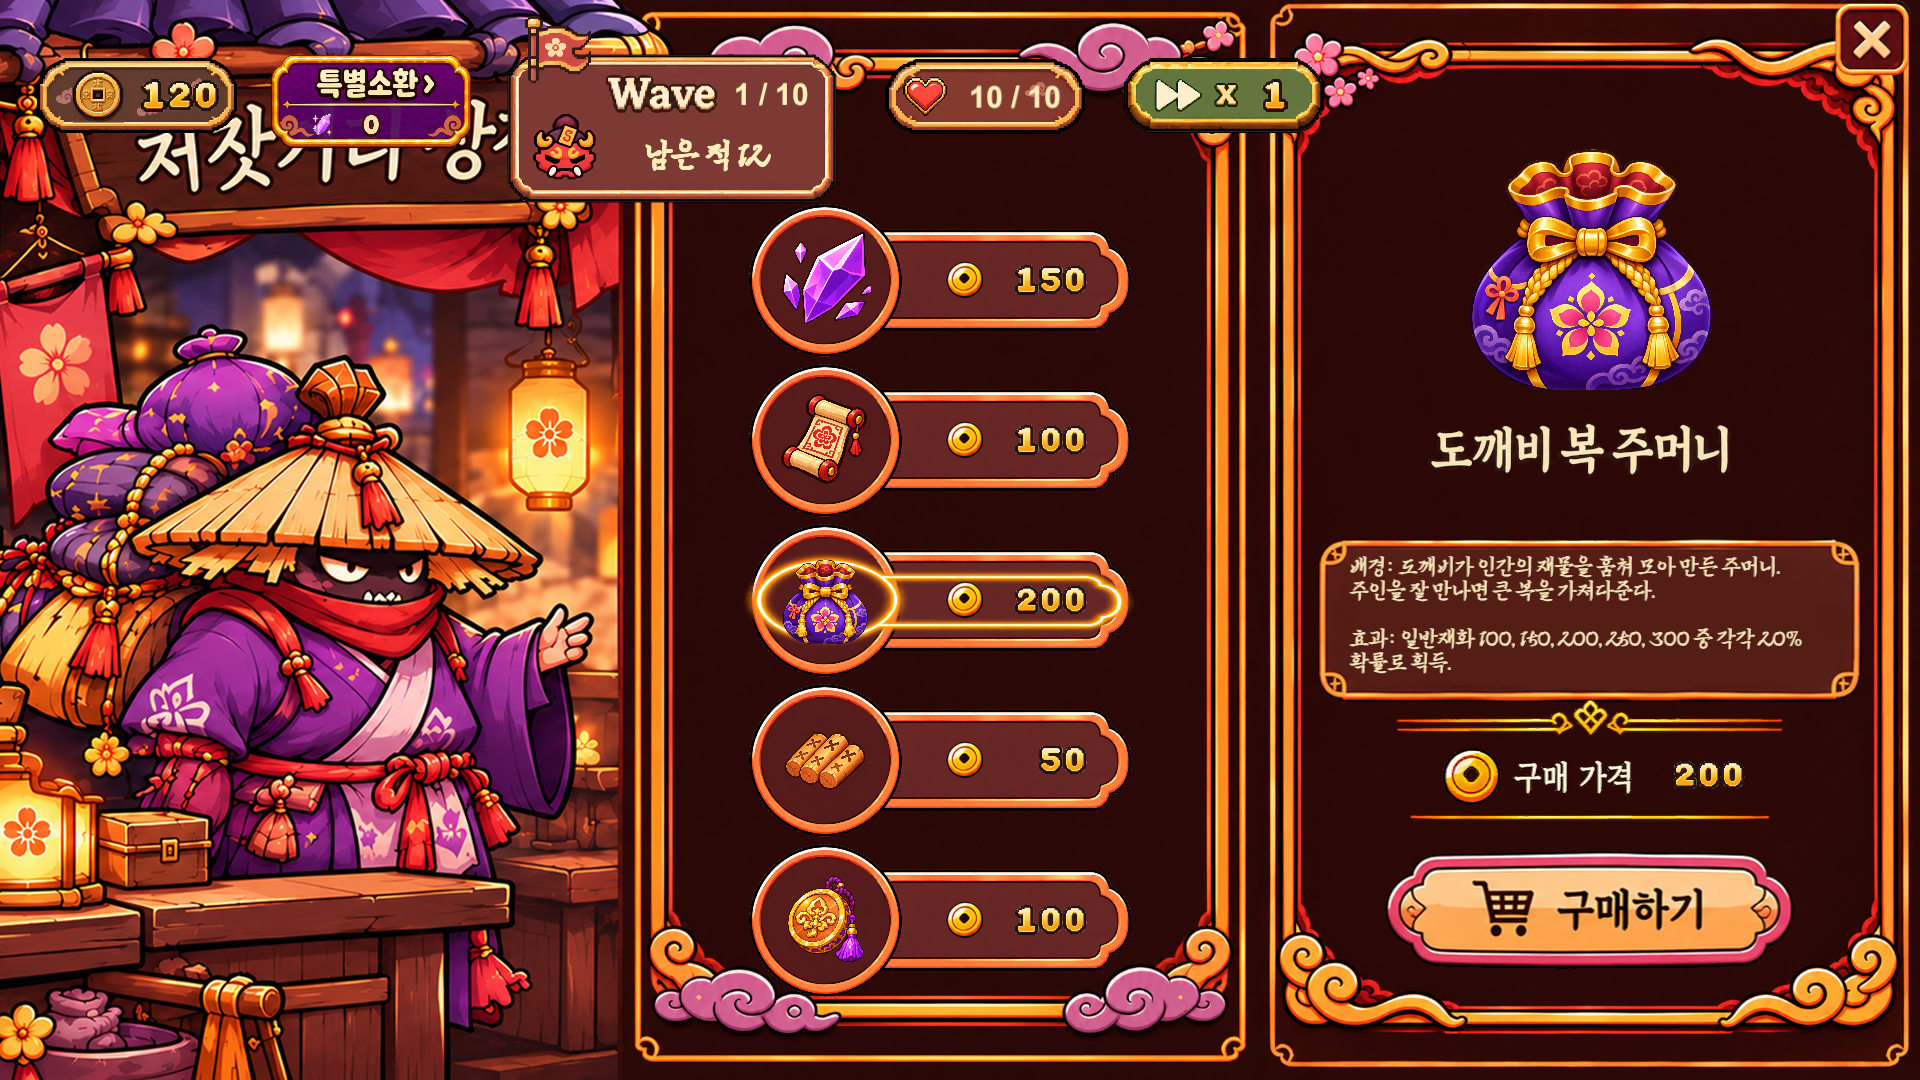 120
특별소환 >
0
Wave 1 / 10
남은 적 12
10 / 10
x 1
저잣거리
150
100
200
50
100
도깨비 복 주머니
배경: 도깨비가 인간의 재물을 훔쳐 모아 만든 주머니.
주인을 잘 만나면 큰 복을 가져다준다.
효과: 일반재화 100, 150, 200, 250, 300 중 각각 20%
확률로 획득.
구매 가격 200
구매하기